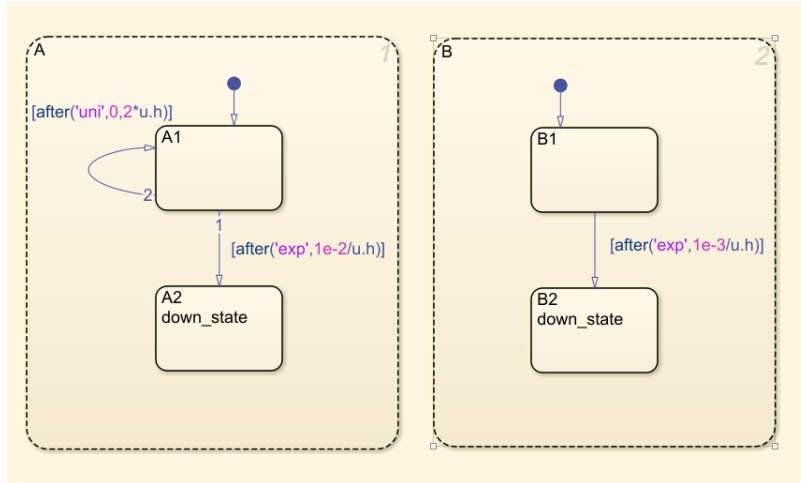 A
1
[after('uni',0,2*u.h)]
A1
2
1
[after('exp',1e-2/u.h)]
A2
down_state
B
2
B1
[after('exp',1e-3/u.h)]
B2
down_state